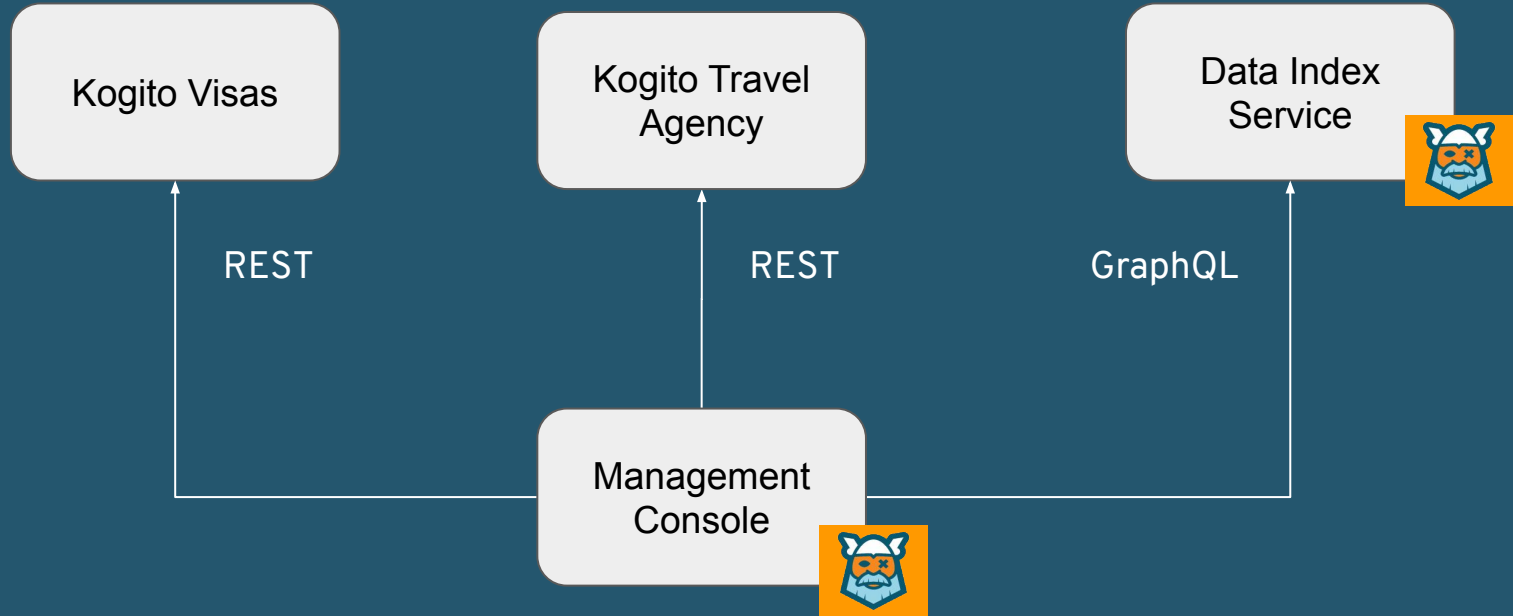 Kogito Visas
Kogito Travel
Agency
Data Index
Service
REST
REST
GraphQL
Management
Console